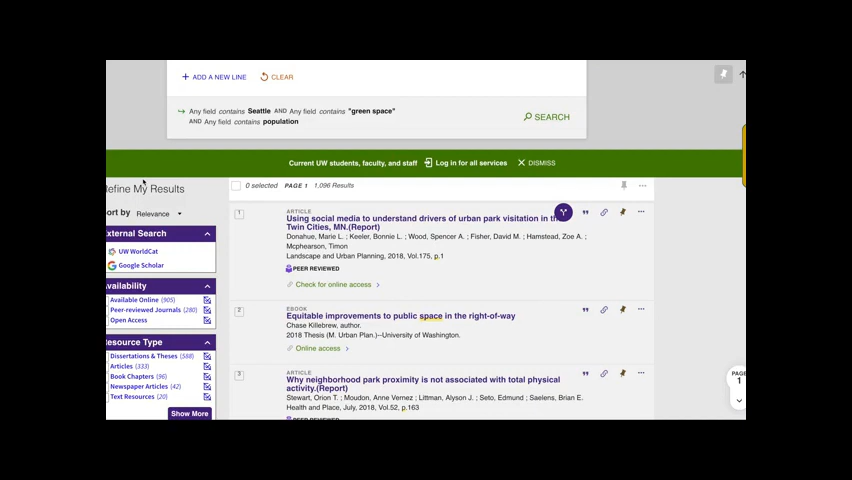 + ADD A NEW LINE CLEAR
Any field contains Seattle AND Any field contains "green space"
AND Any field contains population
SEARCH
Current UW students, faculty, and staff Log in for all services DISMISS
efine My Results
0 selected PAGE 1 1,096 Results
ort by Relevance
xternal Search
UW WorldCat
Google Scholar
vailability
Available Online (905)
Peer-reviewed Journals (280)
Open Access
esource Type
Dissertations & Theses (588)
Articles (333)
Book Chapters (96)
Newspaper Articles (42)
Text Resources (20)
Show More
1
ARTICLE
Using social media to understand drivers of urban park visitation in th
Twin Cities, MN.(Report)
Donahue, Marie L. ; Keeler, Bonnie L. ; Wood, Spencer A. ; Fisher, David M. ; Hamstead, Zoe A. ;
Mcphearson, Timon
Landscape and Urban Planning, 2018, Vol.175, p.1
PEER REVIEWED
Check for online access
2
EBOOK
Equitable improvements to public space in the right-of-way
Chase Killebrew, author.
2018 Thesis (M. Urban Plan.)--University of Washington.
Online access
3
ARTICLE
Why neighborhood park proximity is not associated with total physical
activity.(Report)
Stewart, Orion T. ; Moudon, Anne Vernez ; Littman, Alyson J. ; Seto, Edmund ; Saelens, Brian E.
Health and Place, July, 2018, Vol.52, p.163
PAGE
1